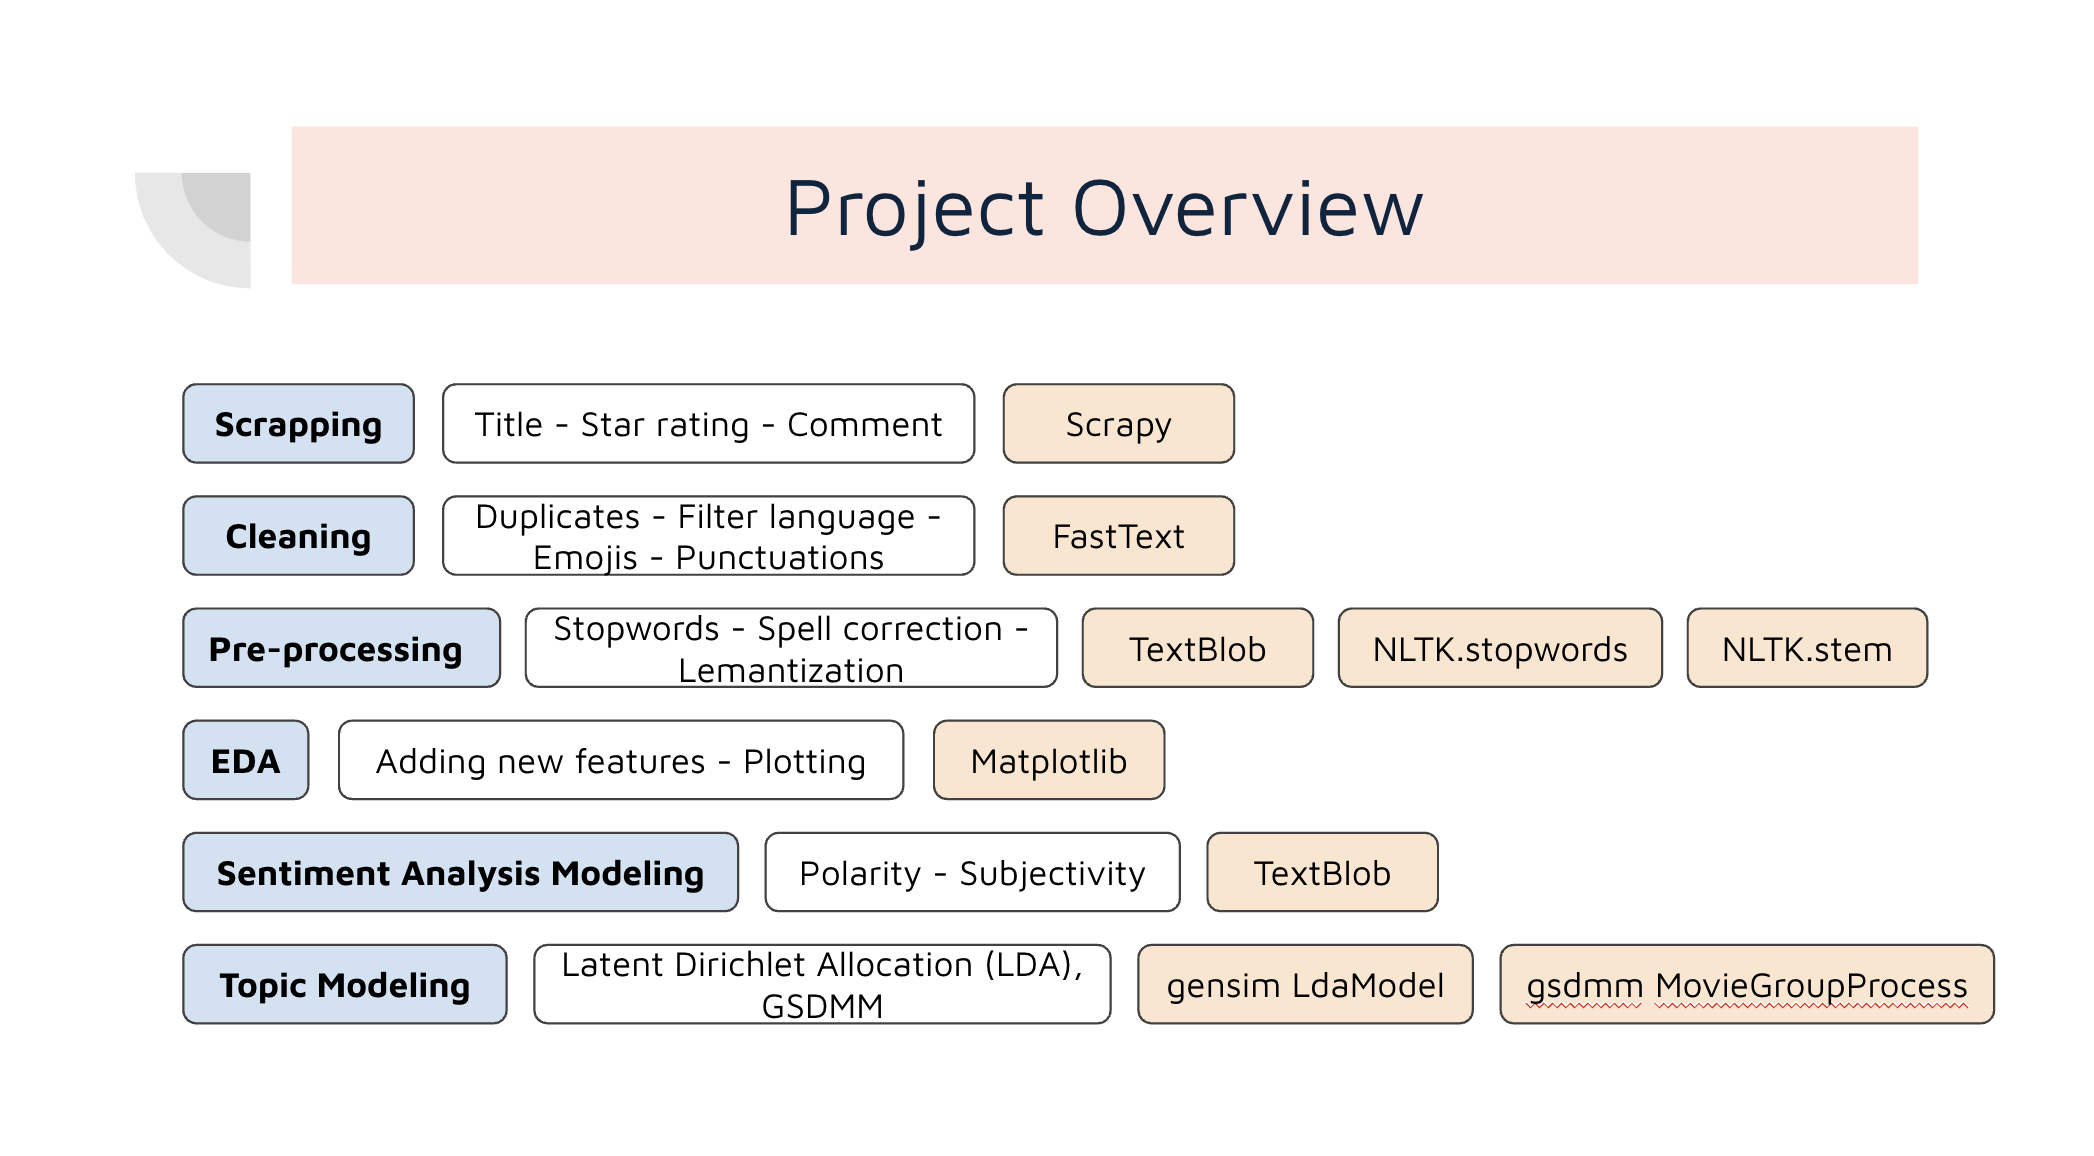 Project Overview
Scrapping
Title - Star rating - Comment
Scrapy
Cleaning
Duplicates - Filter language -
Emojis - Punctuations
FastText
Pre-processing
Stopwords - Spell correction -
Lemantization
TextBlob
NLTK.stopwords
NLTK.stem
EDA
Adding new features - Plotting
Matplotlib
Sentiment Analysis Modeling
Polarity - Subjectivity
TextBlob
Topic Modeling
Latent Dirichlet Allocation (LDA),
GSDMM
gensim LdaModel
gsdmm MovieGroupProcess